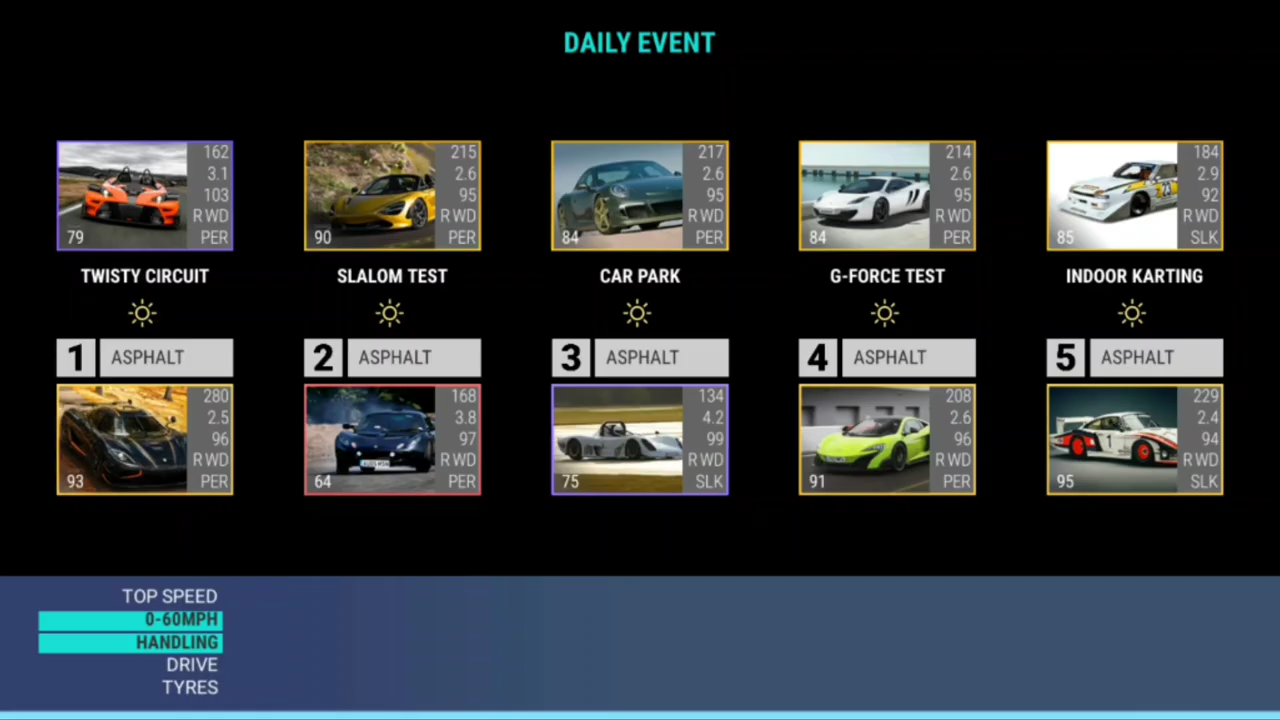 DAILY EVENT
162
3.1
103
RWD
79 PER
215
2.6
95
RWD
90 PER
217
2.6
95
RWD
84 PER
214
2.6
95
RWD
84 PER
184
2.9
92
RWD
23
85 SLK
TWISTY CIRCUIT
SLALOM TEST
CAR PARK
G-FORCE TEST
INDOOR KARTING
1 ASPHALT
2 ASPHALT
3 ASPHALT
4 ASPHALT
5 ASPHALT
280
2.5
96
RWD
93 PER
168
3.8
97
RWD
64 PER
134
4.2
99
RWD
75 SLK
208
2.6
96
RWD
91 PER
229
2.4
94
1
RWD
95 SLK
TOP SPEED
0-60MPH
HANDLING
DRIVE
TYRES